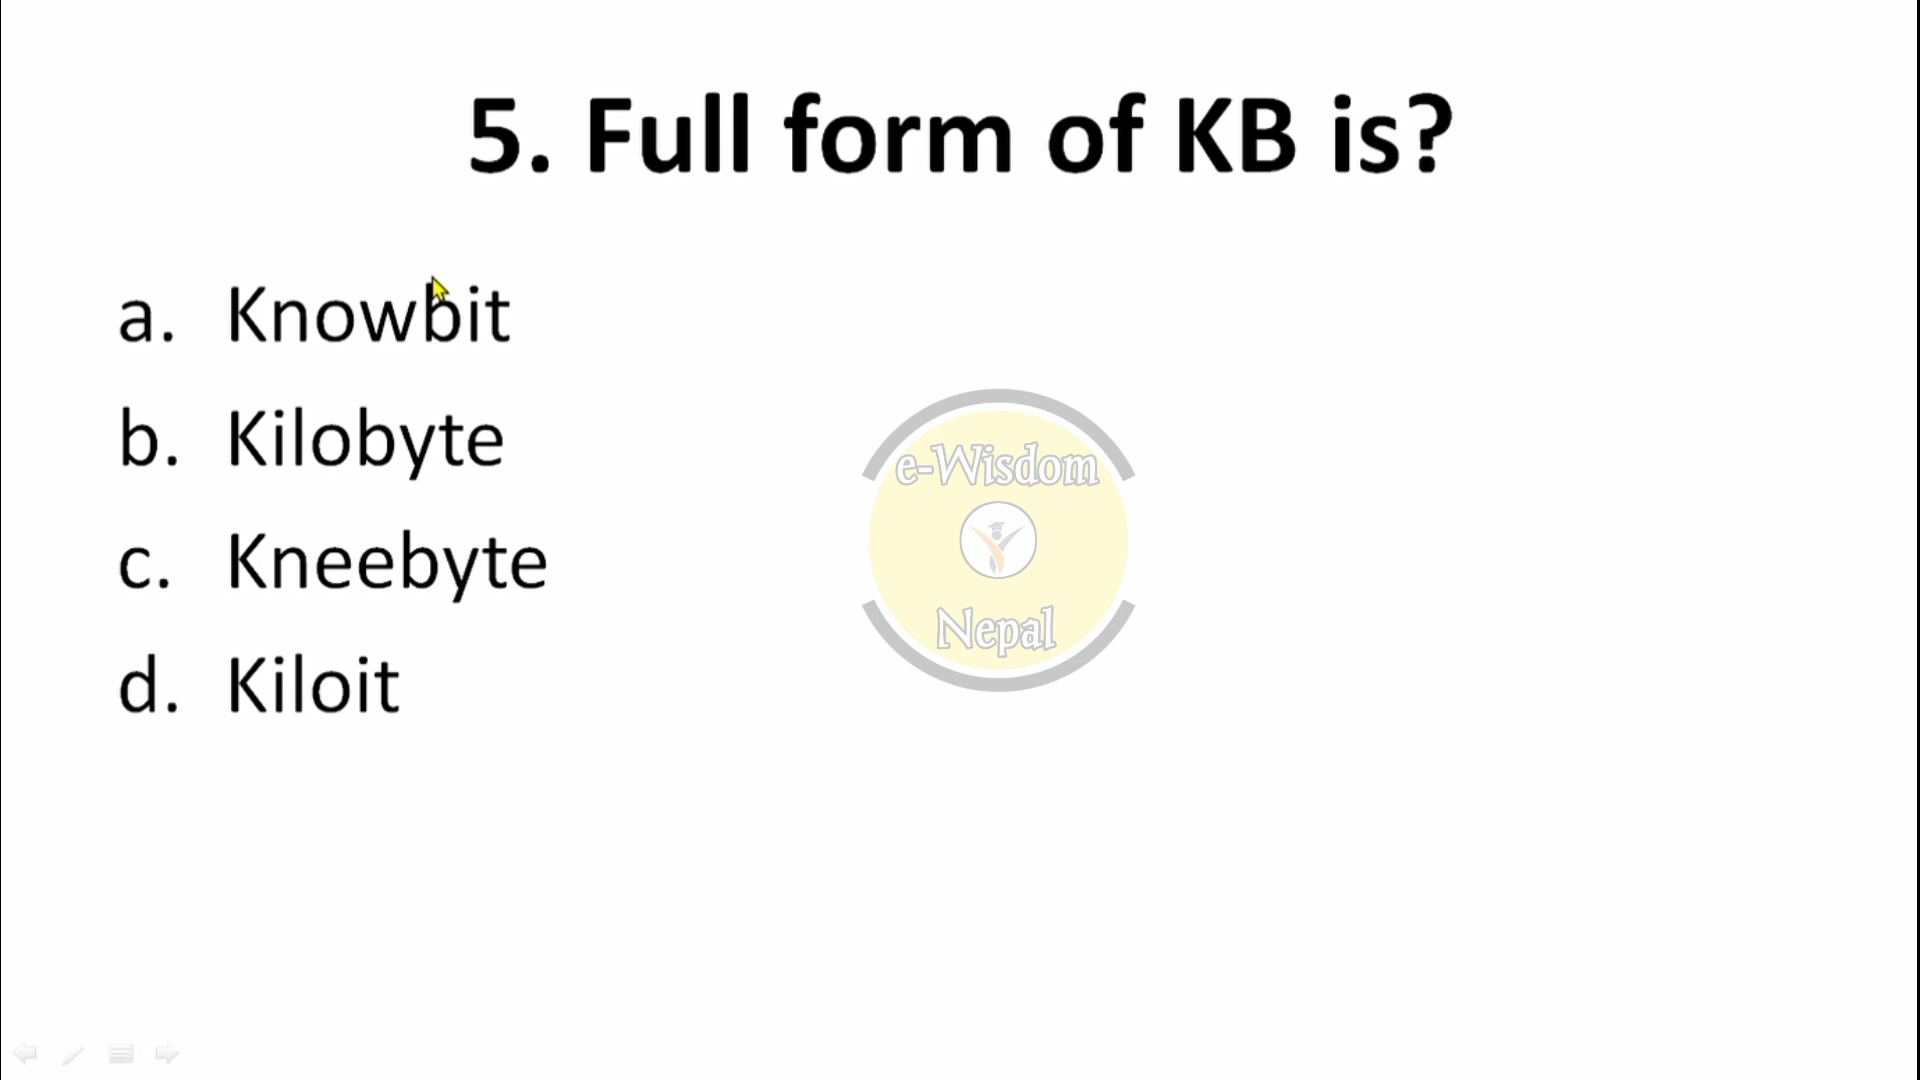 5. Full form of KB is?
a. Knowbit
b. Kilobyte
c. Kneebyte
d. Kiloit
e-Wisdom
Nepal